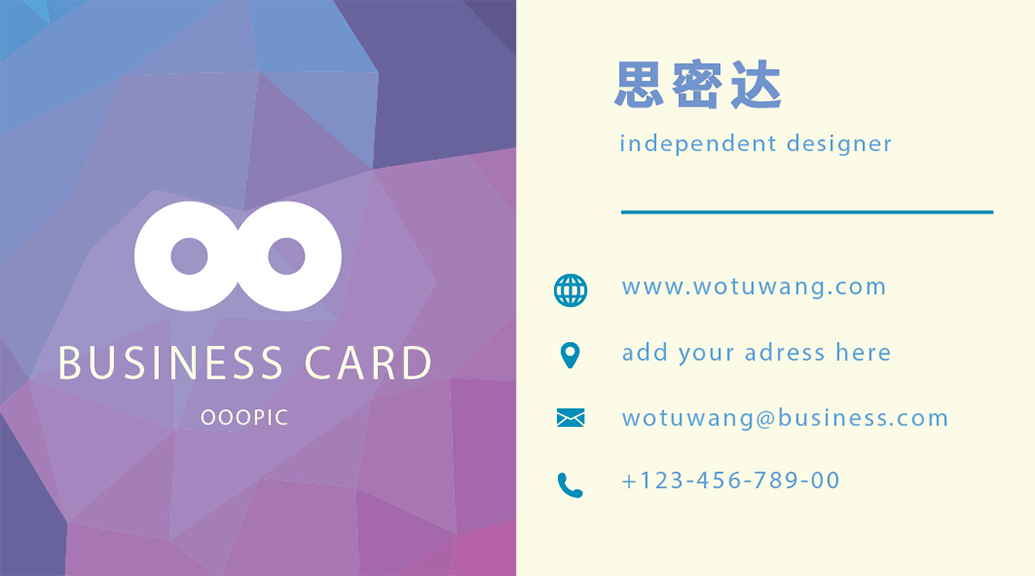 BUSINESS CARD
OOOPIC
思密达
independent designer
www.wotuwang.com
add your adress here
wotuwang@business.com
+123-456-789-00